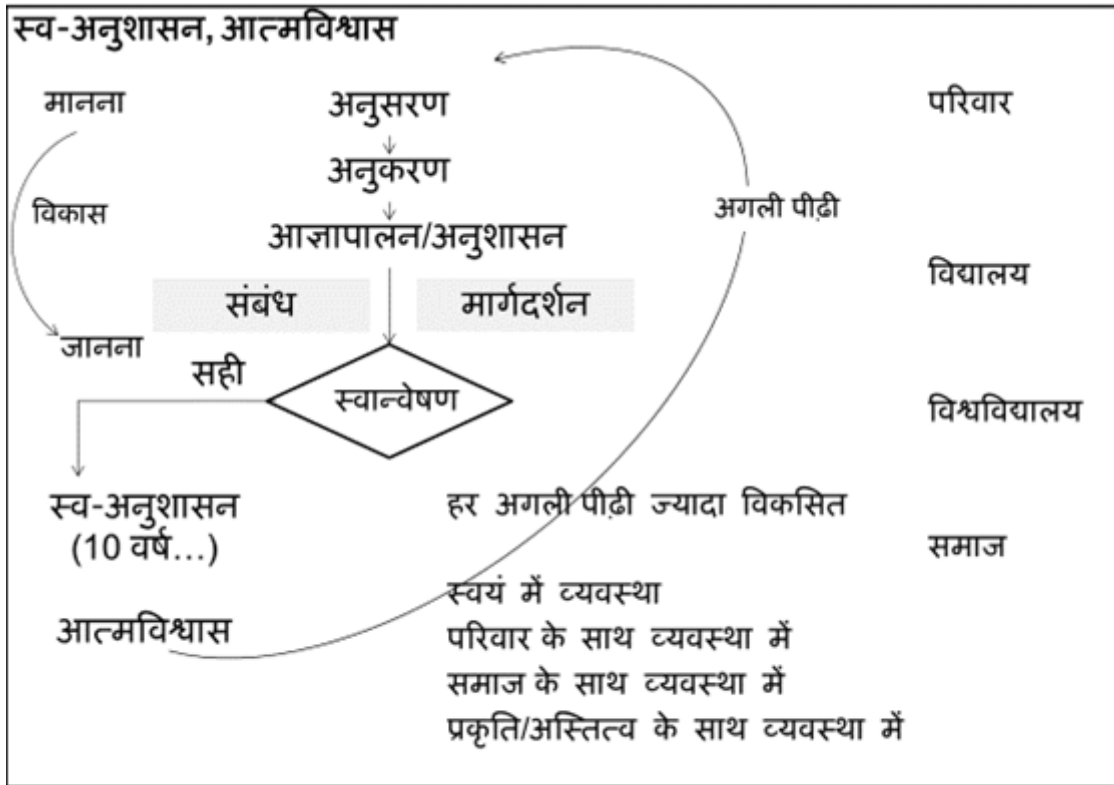 स्व-अनुशासन, आत्मविश्वास
मानना
अनुसरण
परिवार
अनुकरण
विकास
अगली पीढ़ी
आज्ञापालन/अनुशासन
विद्यालय
संबंध
मार्गदर्शन
जानना
सही
स्वान्वेषण
विश्वविद्यालय
स्व-अनुशासन
(10 वर्ष...)
हर अगली पीढ़ी ज्यादा विकसित
समाज
स्वयं में व्यवस्था
आत्मविश्वास
परिवार के साथ व्यवस्था में
समाज के साथ व्यवस्था में
प्रकृति/अस्तित्व के साथ व्यवस्था में